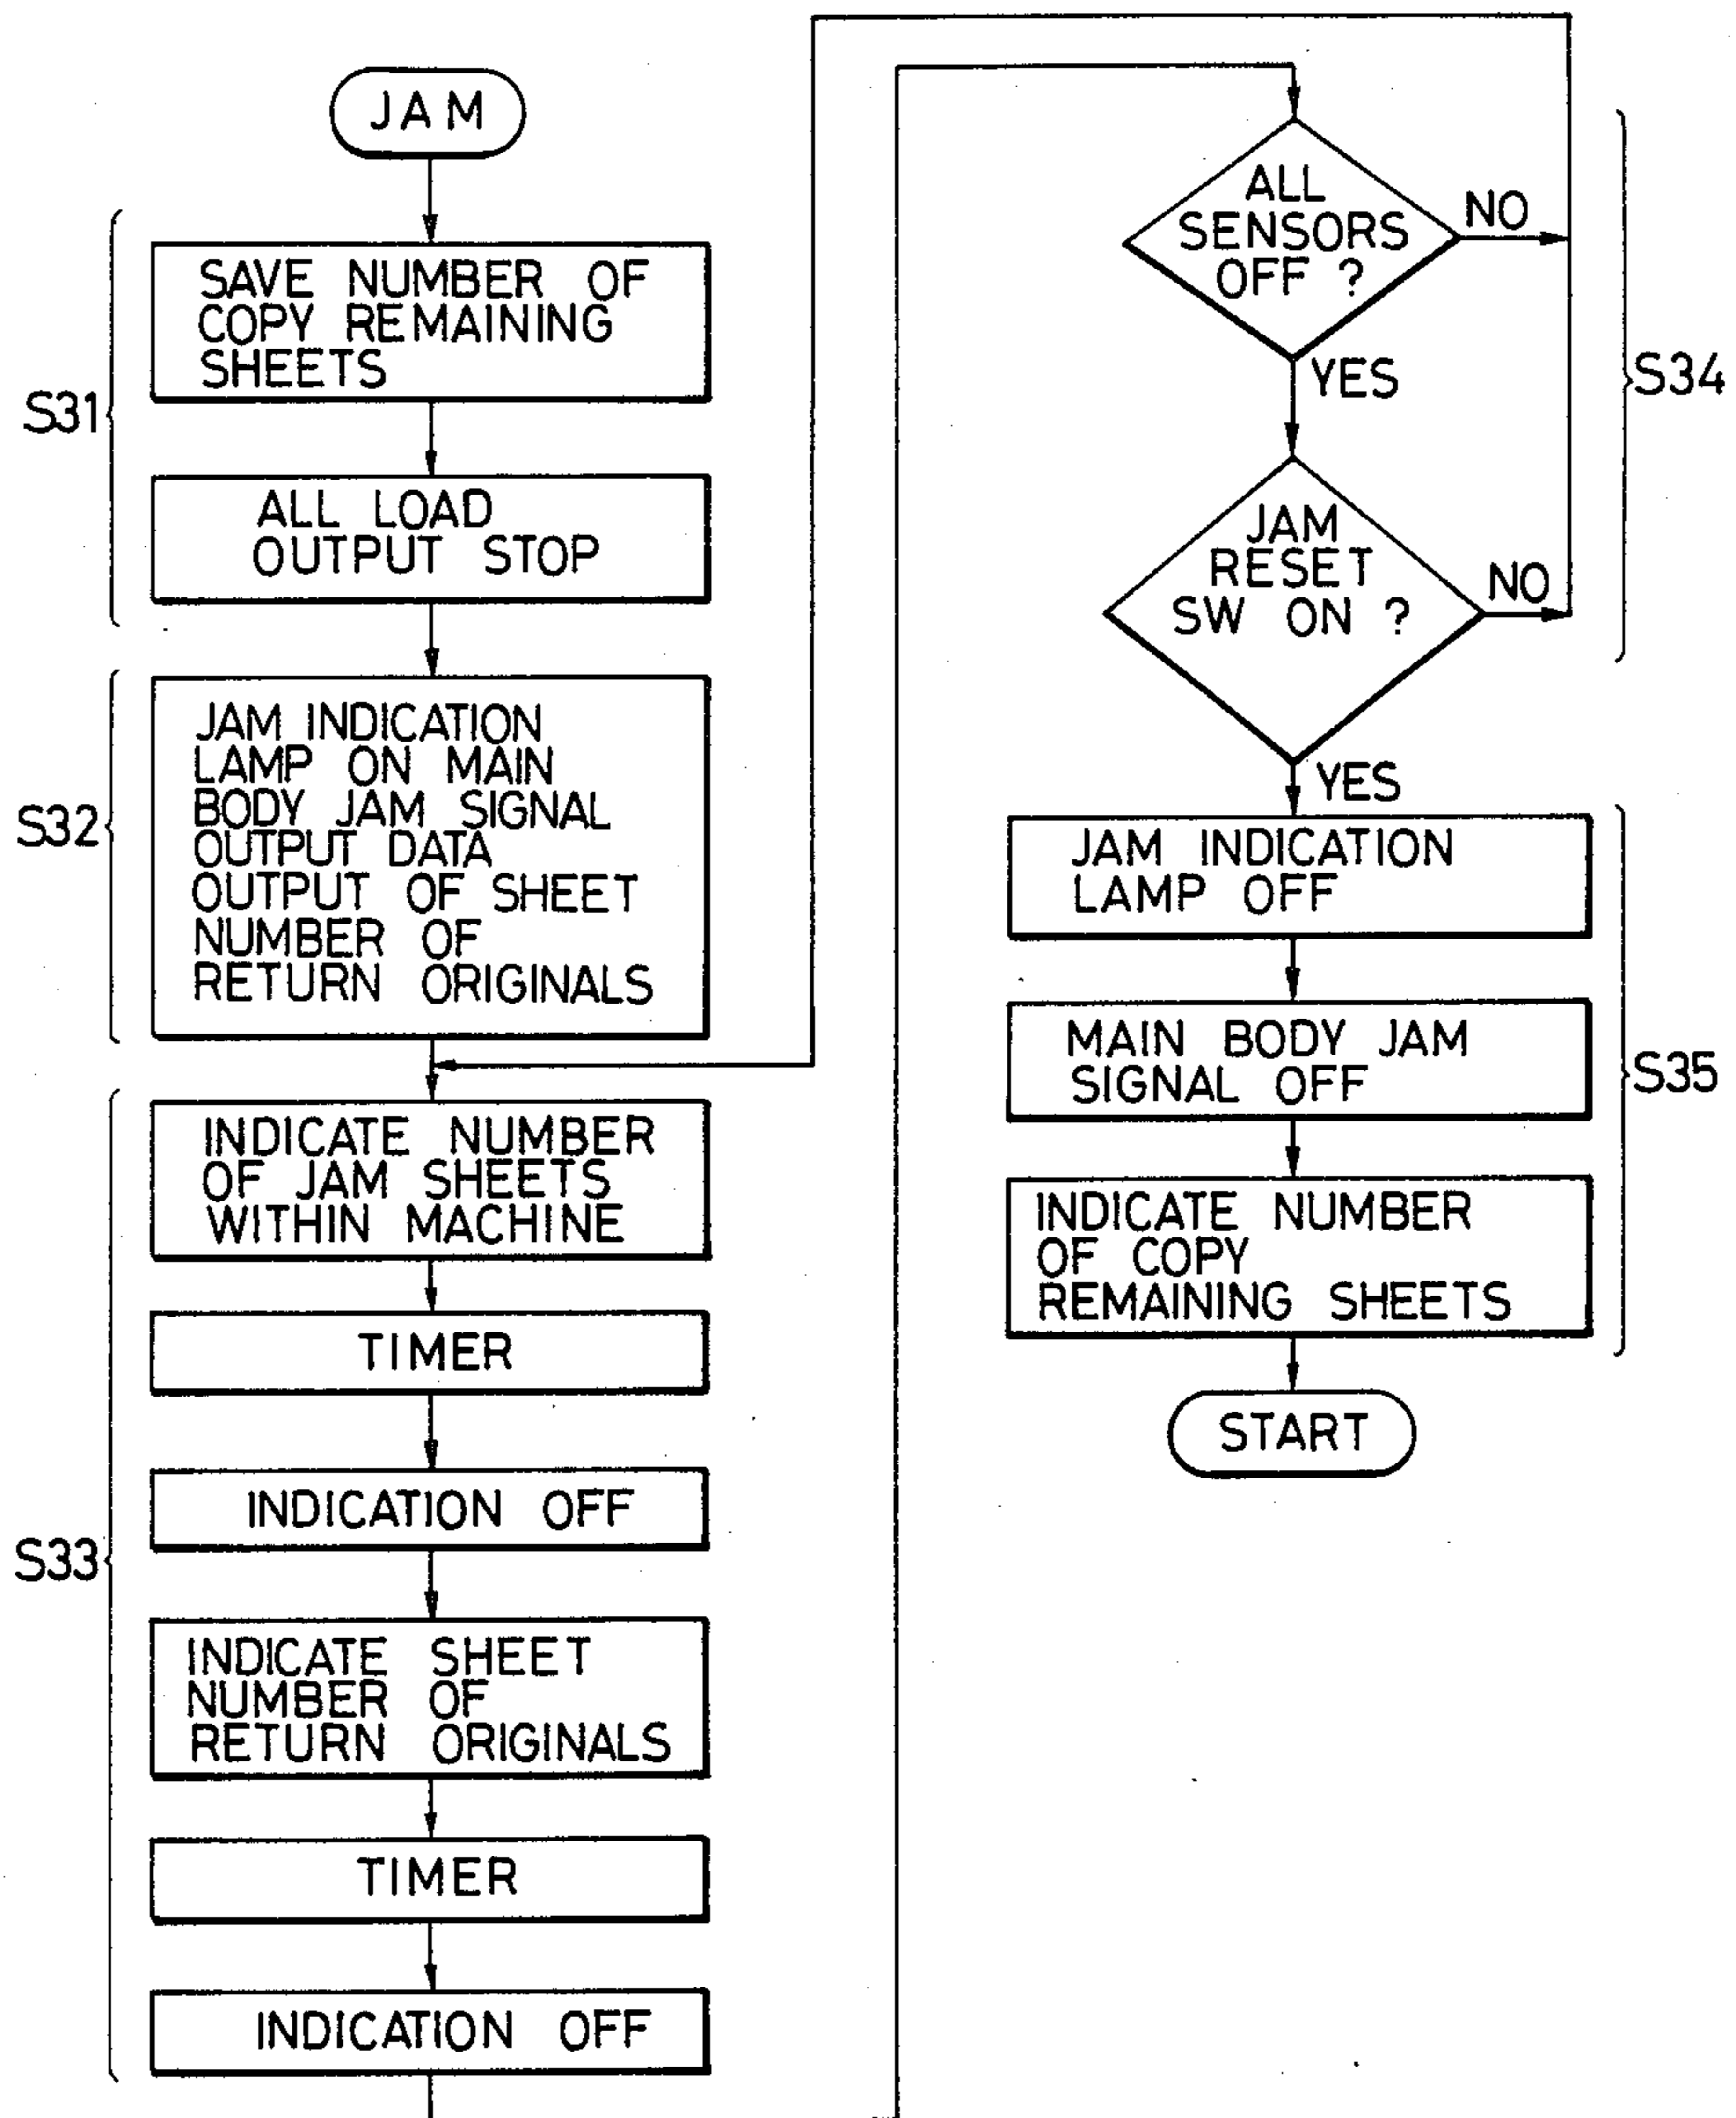 JAM
S31
SAVE NUMBER OF
COPY REMAINING
SHEETS
ALL LOAD
OUTPUT STOP
S32
JAM INDICATION
LAMP ON MAIN
BODY JAM SIGNAL
OUTPUT DATA
OUTPUT OF SHEET
NUMBER OF
RETURN ORIGINALS
S33
INDICATE NUMBER
OF JAM SHEETS
WITHIN MACHINE
TIMER
INDICATION OFF
INDICATE SHEET
NUMBER OF
RETURN ORIGINALS
TIMER
INDICATION OFF
ALL
SENSORS
OFF ?
NO
YES
S34
JAM
RESET
SW ON ?
NO
YES
JAM INDICATION
LAMP OFF
MAIN BODY JAM
SIGNAL OFF
S35
INDICATE NUMBER
OF COPY
REMAINING SHEETS
START